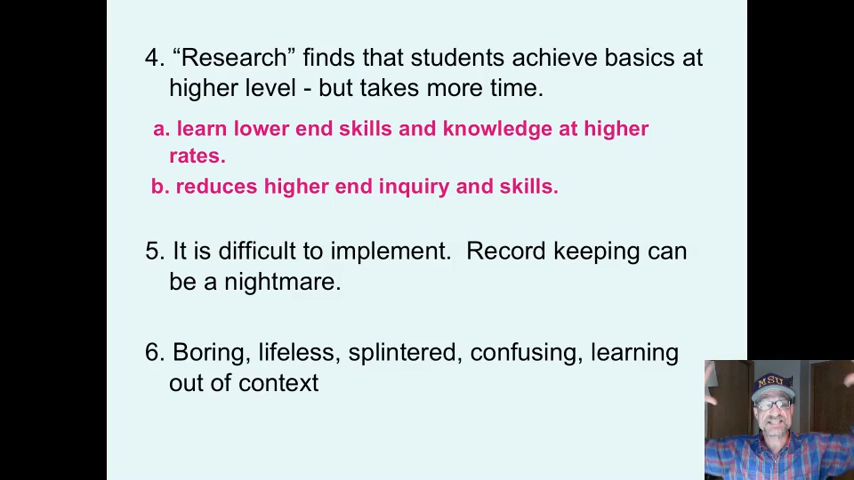 4. “Research” finds that students achieve basics at
higher level - but takes more time.
a. learn lower end skills and knowledge at higher
rates.
b. reduces higher end inquiry and skills.
5. It is difficult to implement.  Record keeping can
be a nightmare.
6. Boring, lifeless, splintered, confusing, learning
out of context
MSU